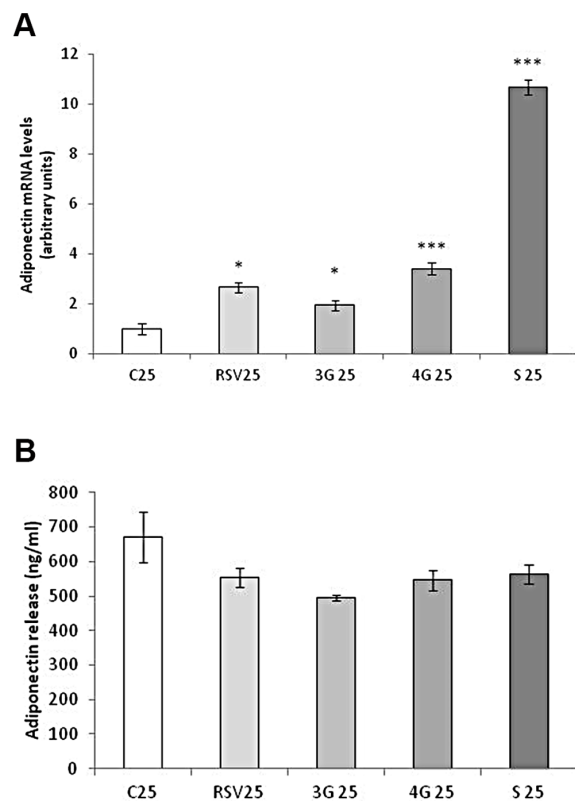 A
Adiponectin mRNA levels
(arbitrary units)
12
10
8
6
4
2
0
*
*
***
***
C25
RSV25
3G 25
4G 25
S 25
B
Adiponectin release (ng/ml)
800
700
600
500
400
300
200
100
0
C25
RSV25
3G 25
4G 25
S 25